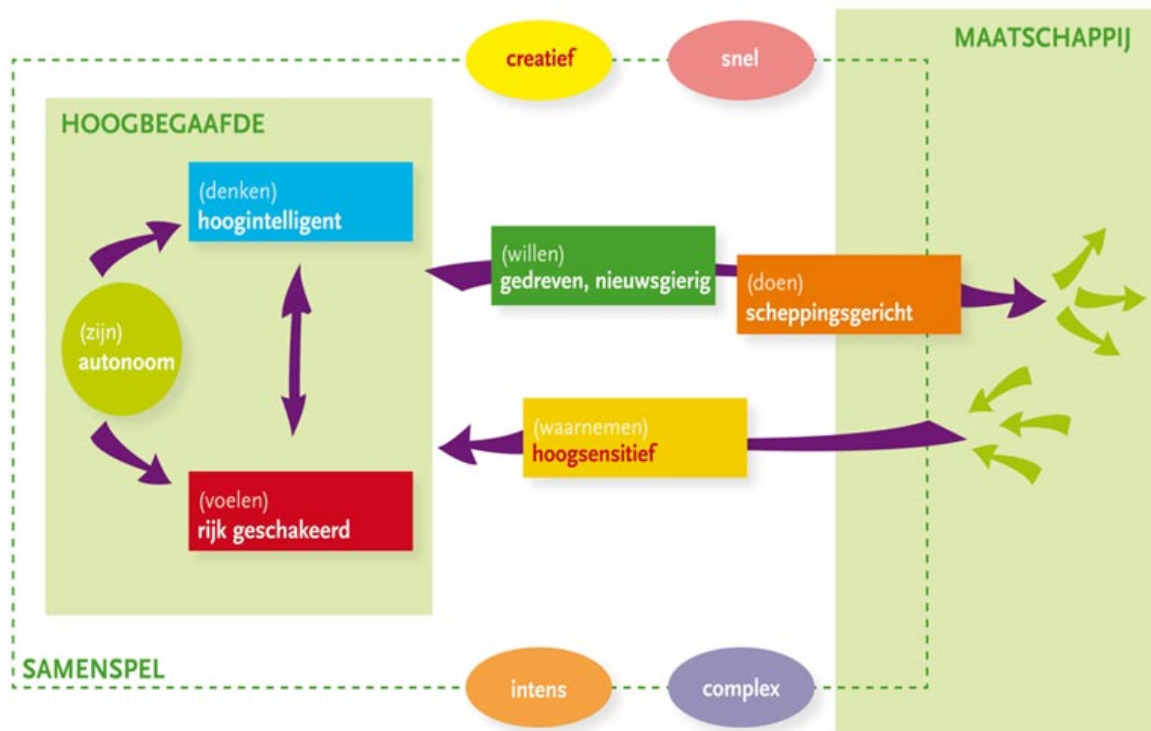 MAATSCHAPPIJ
creatief
snel
HOOGBEGAAFDE
(denken)
hoogintelligent
(willen)
gedreven, nieuwsgierig
(doen)
scheppingsgericht
(zijn)
autonoom
(waarnemen)
hoogsensitief
(voelen)
rijk geschakeerd
SAMENSPEL
intens
complex